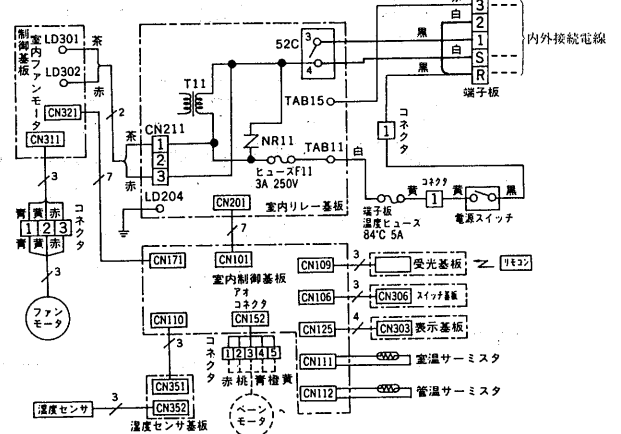 制御基板
室内ファンモータ
LD301
LD302
CN321
CN311
茶
赤
2
7
3
青 黄 赤
1 2 3
青 黄 赤
コネクタ
3
ファンモータ
T11
CN211
茶
1
2
3
赤
LD204
52C
3
4
TAB15
NR11
TAB11
ヒューズF11
3A 250V
CN201
室内リレー基板
7
白
黒
白
黒
3
2
1
S
R
端子板
内外接続電線
コネクタ
1
白
黄
コネクタ
1
黄
黒
電源スイッチ
端子板
温度ヒューズ
84℃ 5A
CN171
CN101
室内制御基板
アオ
コネクタ
CN152
CN110
3
コネクタ
1 2 3 4 5
赤 桃 青 橙 黄
ベーンモータ
CN109
3
受光基板
リモコン
CN106
3
CN306
スイッチ基板
CN125
4
CN303
表示基板
CN111
室温サーミスタ
CN112
管温サーミスタ
CN351
CN352
湿度センサ
3
湿度センサ基板